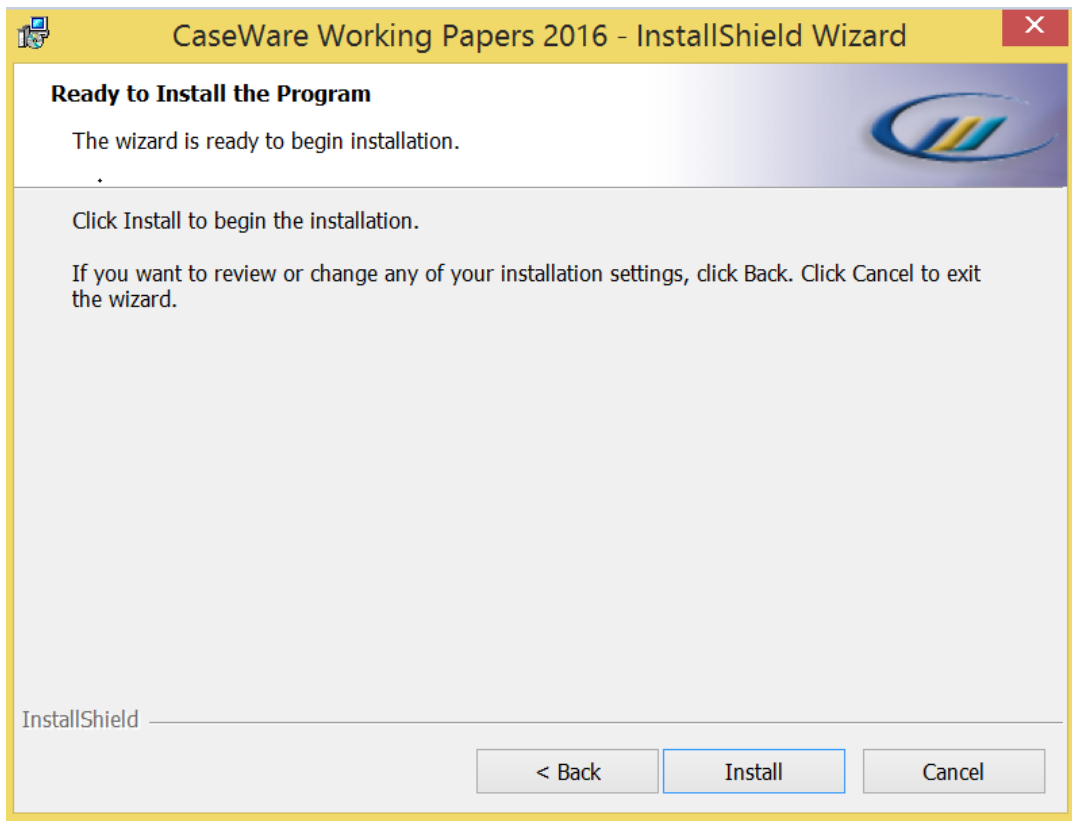 CaseWare Working Papers 2016 - InstallShield Wizard
Ready to Install the Program
The wizard is ready to begin installation.
Click Install to begin the installation.
If you want to review or change any of your installation settings, click Back. Click Cancel to exit
the wizard.
InstallShield
< Back Install Cancel